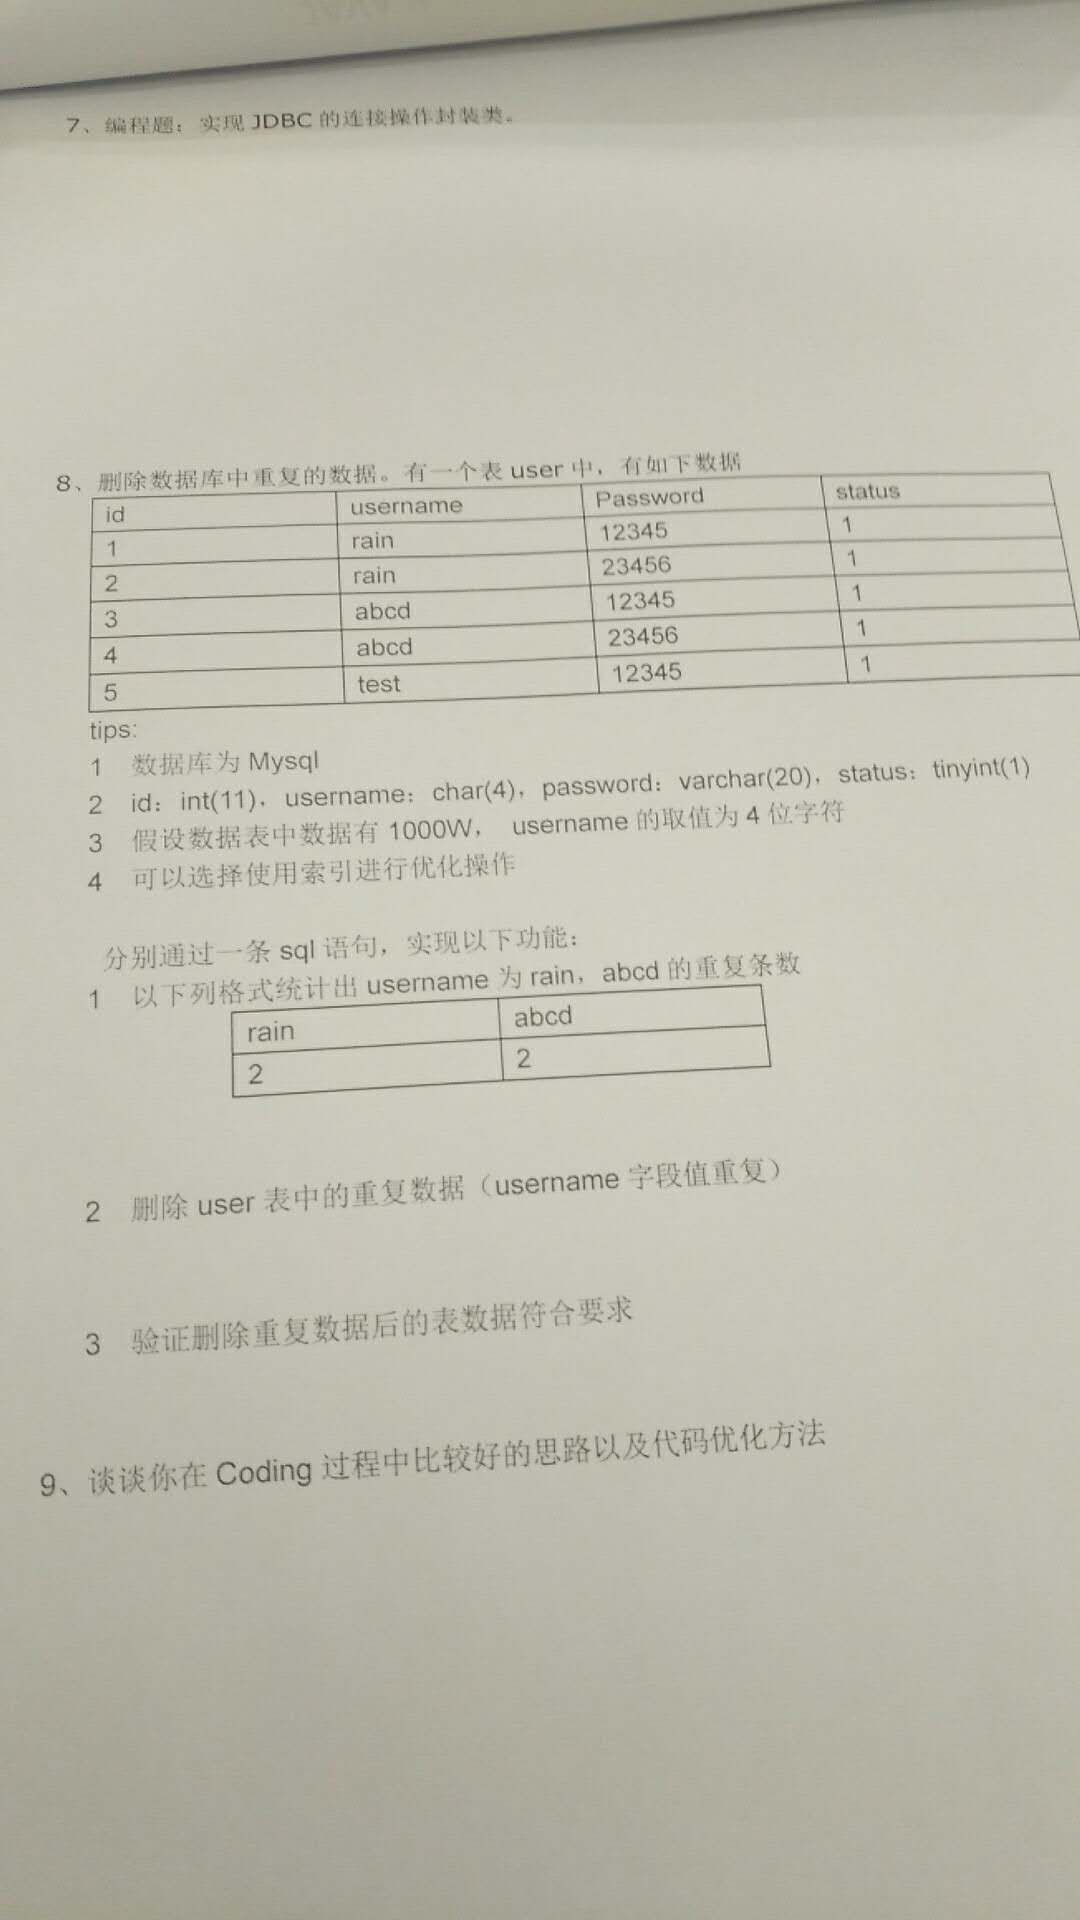 7、编程题：实现 JDBC 的连接操作封装类。
8、删除数据库中重复的数据。有一个表 user 中，有如下数据
id username Password status
1 rain 12345 1
2 rain 23456 1
3 abcd 12345 1
4 abcd 23456 1
5 test 12345 1
tips:
1 数据库为 Mysql
2 id：int(11)，username：char(4)，password：varchar(20)，status：tinyint(1)
3 假设数据表中数据有 1000W， username 的取值为 4 位字符
4 可以选择使用索引进行优化操作
分别通过一条 sql 语句，实现以下功能：
1 以下列格式统计出 username 为 rain，abcd 的重复条数
rain abcd
2 2
2 删除 user 表中的重复数据（username 字段值重复）
3 验证删除重复数据后的表数据符合要求
9、谈谈你在 Coding 过程中比较好的思路以及代码优化方法